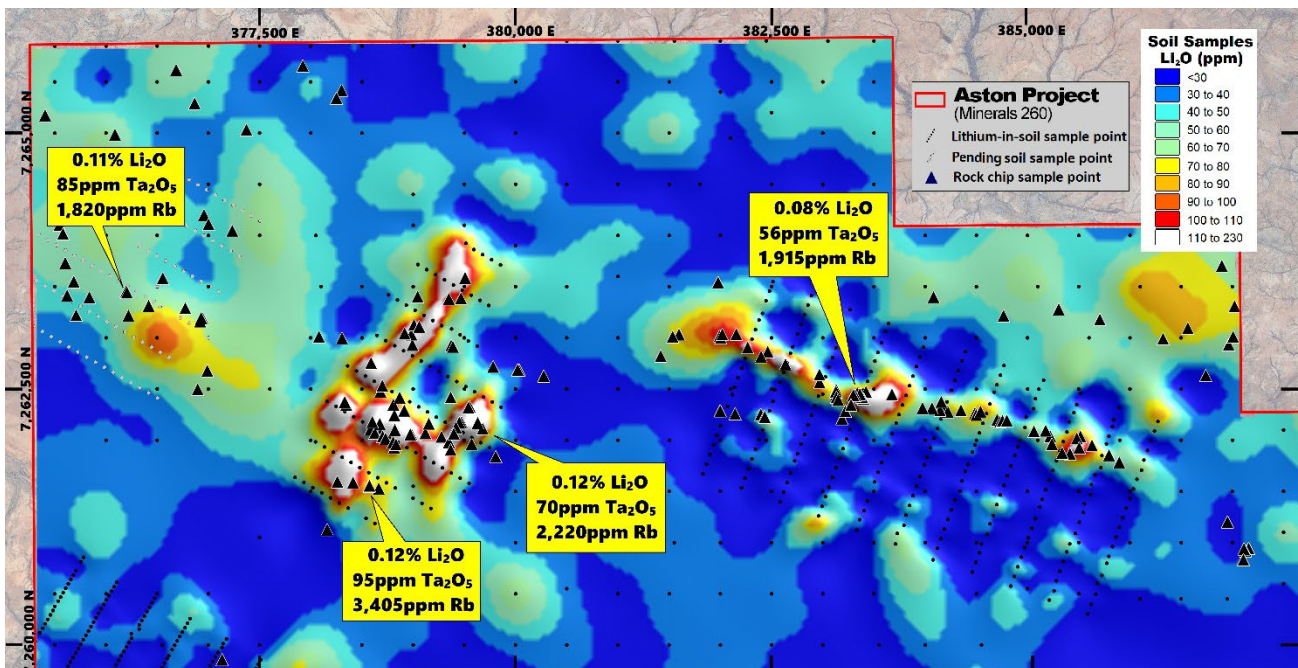 377,500 E
380,000 E
382,500 E
385,000 E
7,265,000 N
7,262,500 N
7,260,000 N
Soil Samples
LI₂O (ppm)
<30
30 to 40
40 to 50
50 to 60
60 to 70
70 to 80
80 to 90
90 to 100
100 to 110
110 to 230
Aston Project
(Minerals 260)
Lithium-in-soil sample point
Pending soil sample point
Rock chip sample point
0.11% Li₂O
85ppm Ta₂O₅
1,820ppm Rb
0.08% Li₂O
56ppm Ta₂O₅
1,915ppm Rb
0.12% Li₂O
70ppm Ta₂O₅
2,220ppm Rb
0.12% Li₂O
95ppm Ta₂O₅
3,405ppm Rb